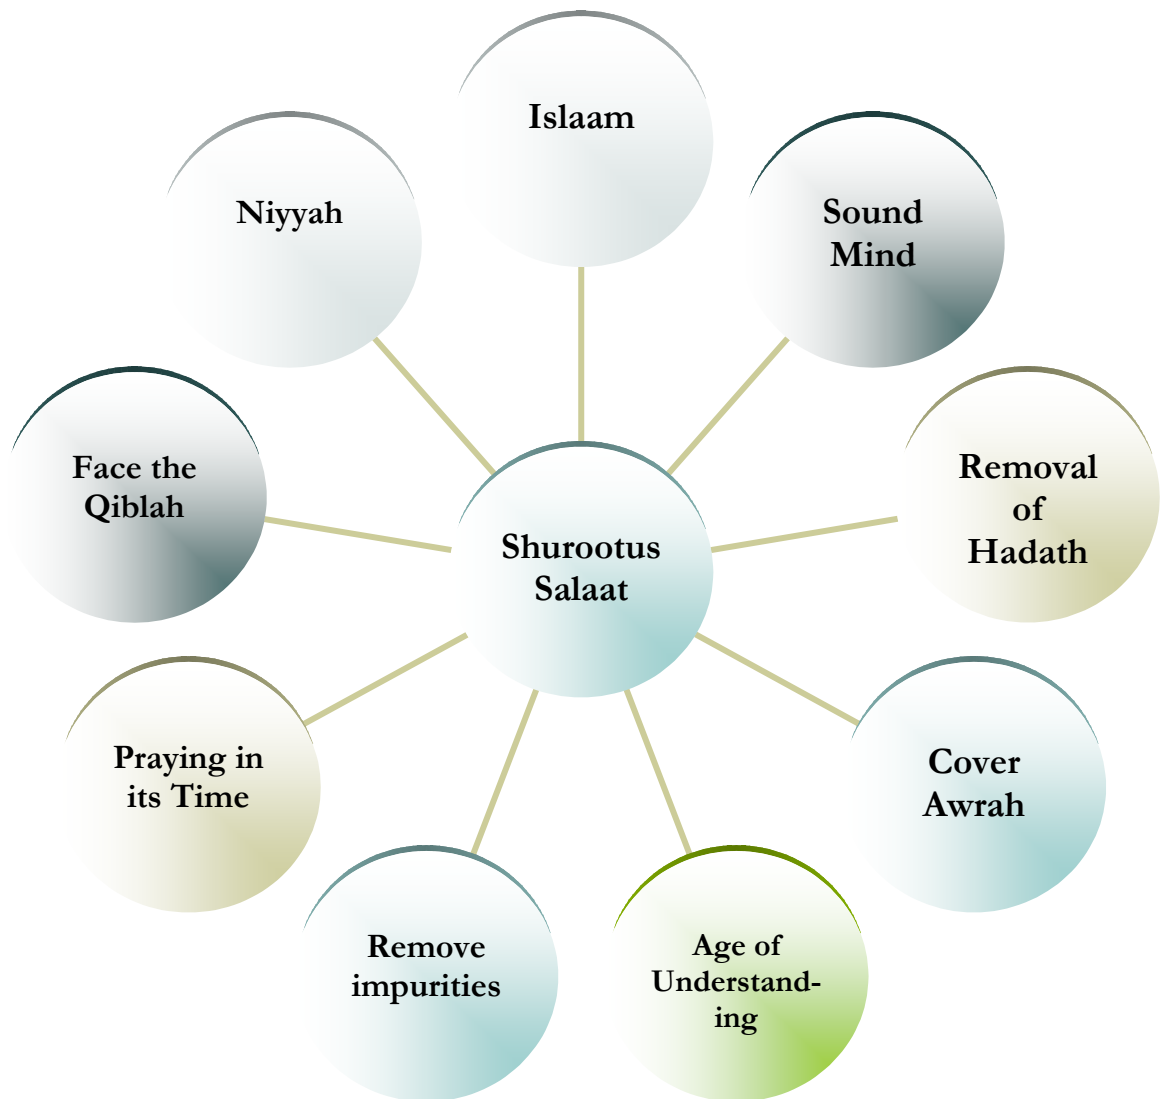 Islaam
Sound
Mind
Removal
of
Hadath
Cover
Awrah
Age of
Understand-
ing
Remove
impurities
Praying in
its Time
Face the
Qiblah
Niyyah
Shurootus
Salaat